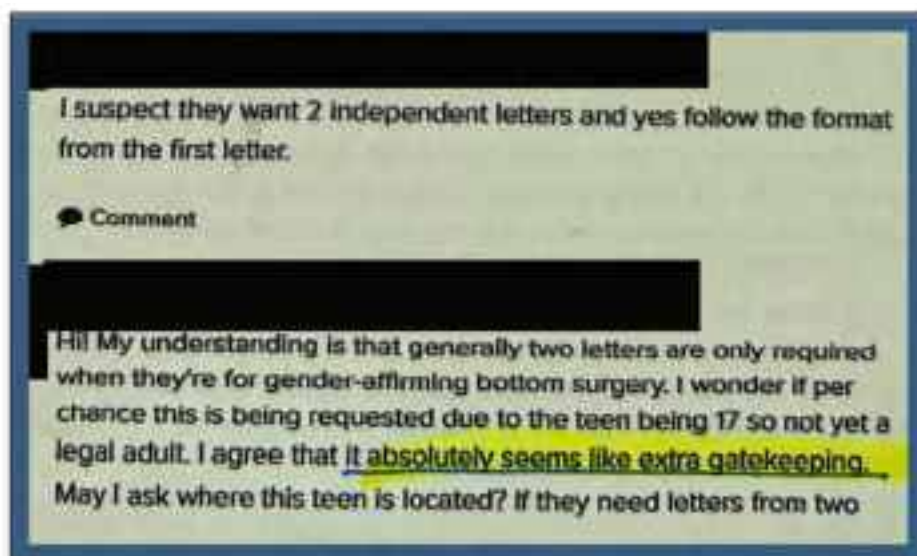 I suspect they want 2 independent letters and yes follow the format
from the first letter.
Comment
Hi! My understanding is that generally two letters are only required
when they're for gender-affirming bottom surgery. I wonder if per
chance this is being requested due to the teen being 17 so not yet a
legal adult. I agree that it absolutely seems like extra gatekeeping.
May I ask where this teen is located? If they need letters from two